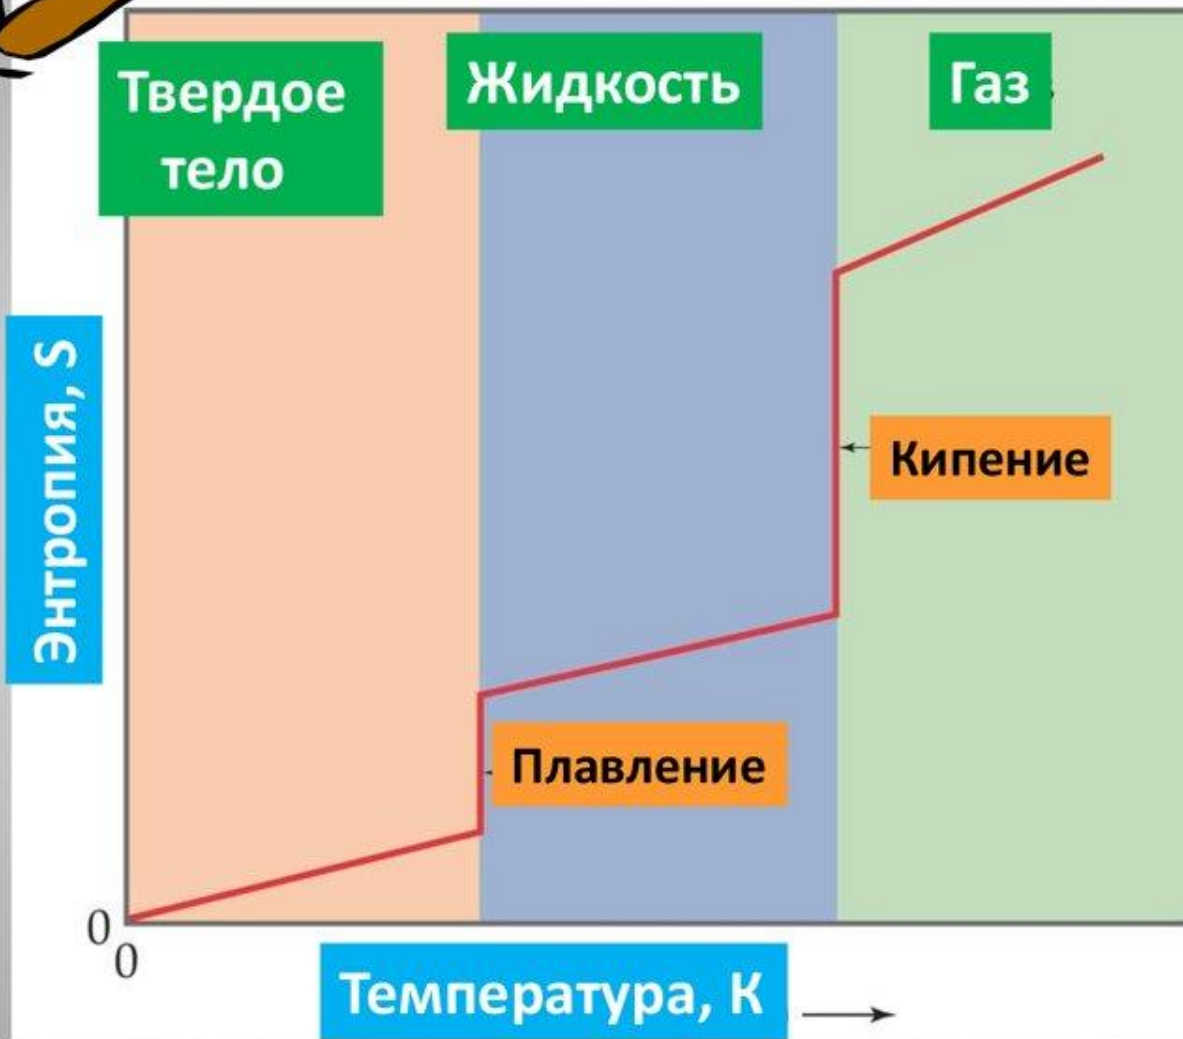 Твердое
тело
Жидкость
Газ
Энтропия, S
Кипение
Плавление
0
0
Температура, К